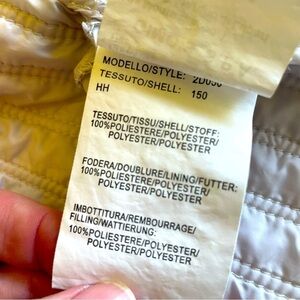 MODELLO/STYLE: 2D050
TESSUTO/SHELL: 150
HH
TESSUTO/TISSU/SHELL/STOFF:
100%POLIESTERE/POLYESTER/
POLYESTER/POLYESTER
FODERA/DOUBLURE/LINING/FUTTER:
100%POLIESTERE/POLYESTER/
POLYESTER/POLYESTER
IMBOTTITURA/REMBOURRAGE/
FILLING/WATTIERUNG:
100%POLIESTERE/POLYESTER/
POLYESTER/POLYESTER